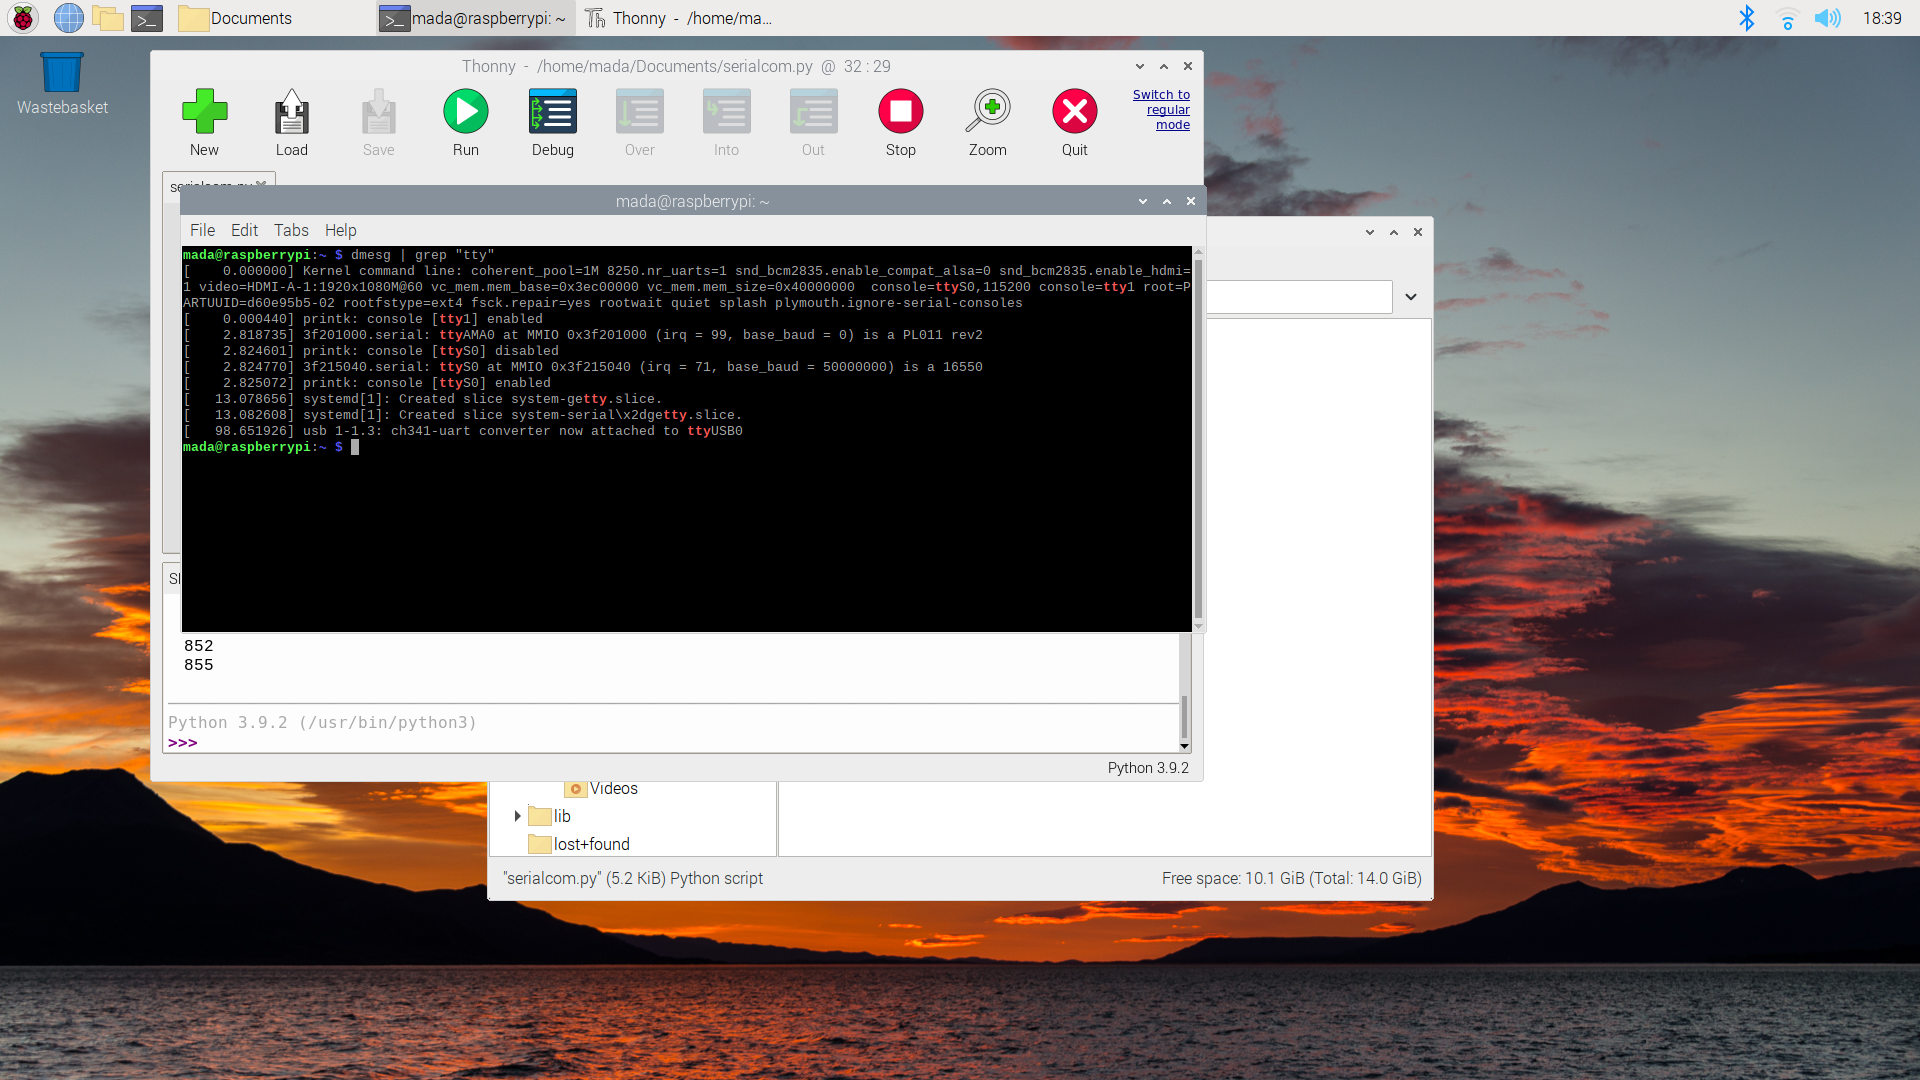 Documents
mada@raspberrypi: ~
Thonny - /home/ma...
18:39
Wastebasket
Thonny - /home/mada/Documents/serialcom.py @ 32 : 29
New
Load
Save
Run
Debug
Over
Into
Out
Stop
Zoom
Quit
Switch to
regular
mode
serialcom.py
mada@raspberrypi: ~
File Edit Tabs Help
mada@raspberrypi:~ $ dmesg | grep "tty"
[    0.000000] Kernel command line: coherent_pool=1M 8250.nr_uarts=1 snd_bcm2835.enable_compat_alsa=0 snd_bcm2835.enable_hdmi=
1 video=HDMI-A-1:1920x1080M@60 vc_mem.mem_base=0x3ec00000 vc_mem.mem_size=0x40000000  console=ttyS0,115200 console=tty1 root=P
ARTUUID=d60e95b5-02 rootfstype=ext4 fsck.repair=yes rootwait quiet splash plymouth.ignore-serial-consoles
[    0.000440] printk: console [tty1] enabled
[    2.818735] 3f201000.serial: ttyAMA0 at MMIO 0x3f201000 (irq = 99, base_baud = 0) is a PL011 rev2
[    2.824601] printk: console [ttyS0] disabled
[    2.824770] 3f215040.serial: ttyS0 at MMIO 0x3f215040 (irq = 71, base_baud = 50000000) is a 16550
[    2.825072] printk: console [ttyS0] enabled
[   13.078656] systemd[1]: Created slice system-getty.slice.
[   13.082608] systemd[1]: Created slice system-serial\x2dgetty.slice.
[   98.651926] usb 1-1.3: ch341-uart converter now attached to ttyUSB0
mada@raspberrypi:~ $
852
855
Python 3.9.2 (/usr/bin/python3)
>>>
Python 3.9.2
Videos
lib
lost+found
"serialcom.py" (5.2 KiB) Python script
Free space: 10.1 GiB (Total: 14.0 GiB)